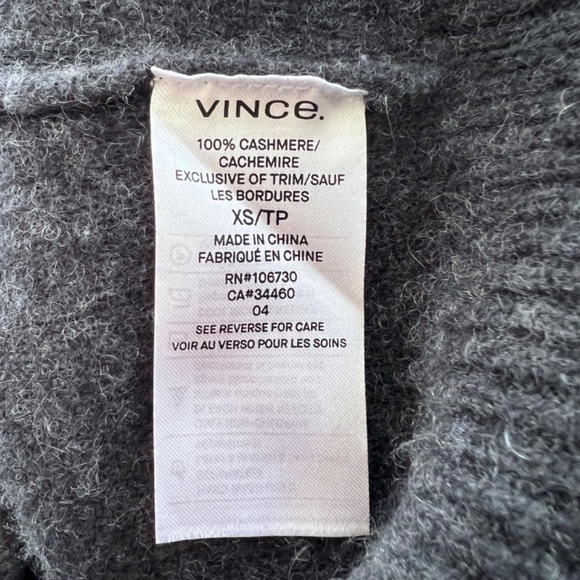 VINCE.
100% CASHMERE/
CACHEMIRE
EXCLUSIVE OF TRIM/SAUF
LES BORDURES
XS/TP
MADE IN CHINA
FABRIQUÉ EN CHINE
RN#106730
CA#34460
04
SEE REVERSE FOR CARE
VOIR AU VERSO POUR LES SOINS